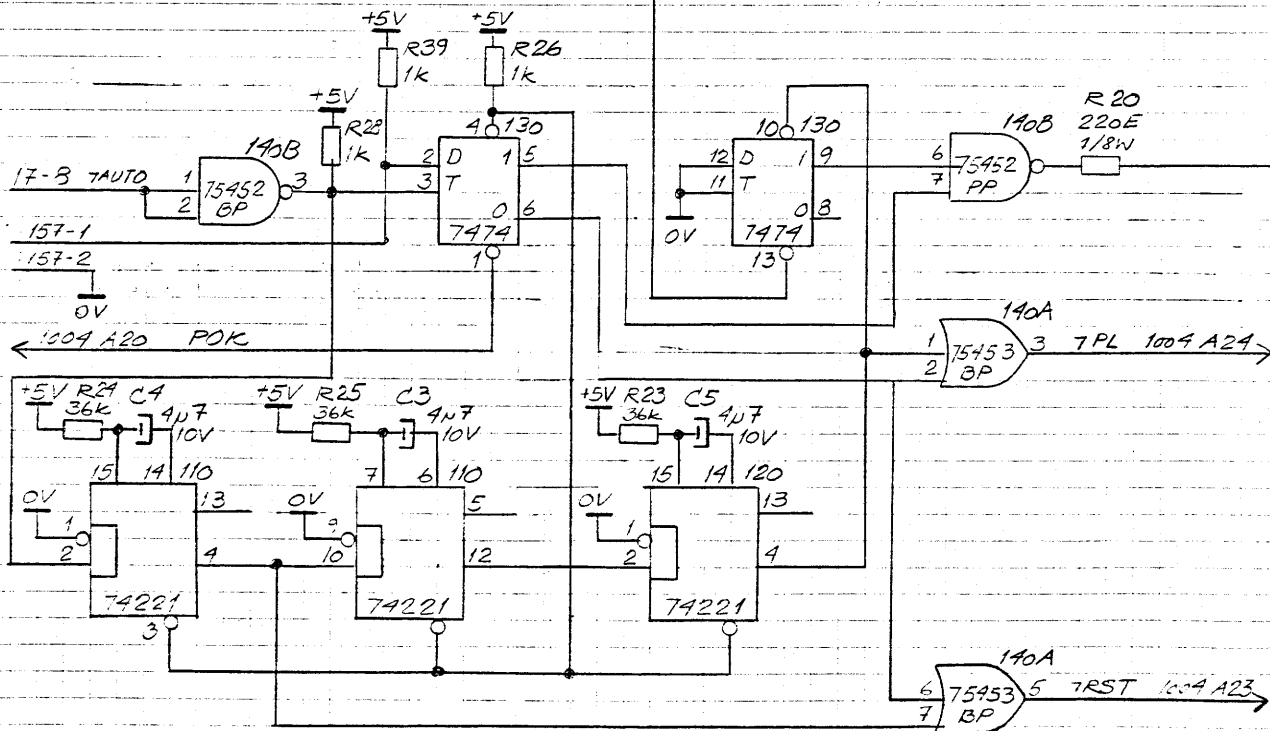 +5V
+5V
R39
1k
R26
1k
+5V
R28
1k
140B
4
130
10
130
140B
R20
220E
1/8W
17-8
7AUTO
1
2
75452
BP
3
2
D
1
5
3
T
0
6
7474
1
12
D
1
9
11
T
0
8
0V
7474
13
6
7
75452
PP
157-1
157-2
0V
1004 A20 POK
140A
1
2
75453
BP
3
7PL
1004 A24
+5V
R24
36k
C4
4µ7
10V
+5V
R25
36k
C3
4µ7
10V
+5V
R23
36k
C5
4µ7
10V
15
14
110
7
6
110
15
14
120
0V
1
2
13
4
74221
3
0V
9
10
5
12
74221
0V
1
2
13
4
74221
140A
6
7
75453
BP
5
7RST
1004 A23